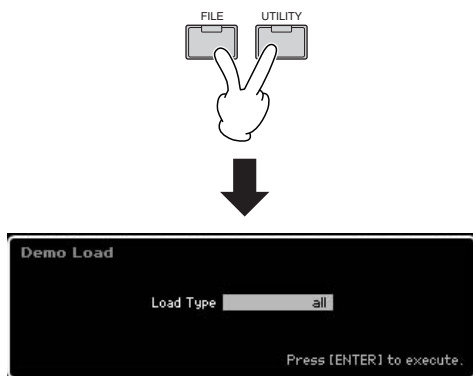 FILE UTILITY
Demo Load
Load Type all
Press [ENTER] to execute.